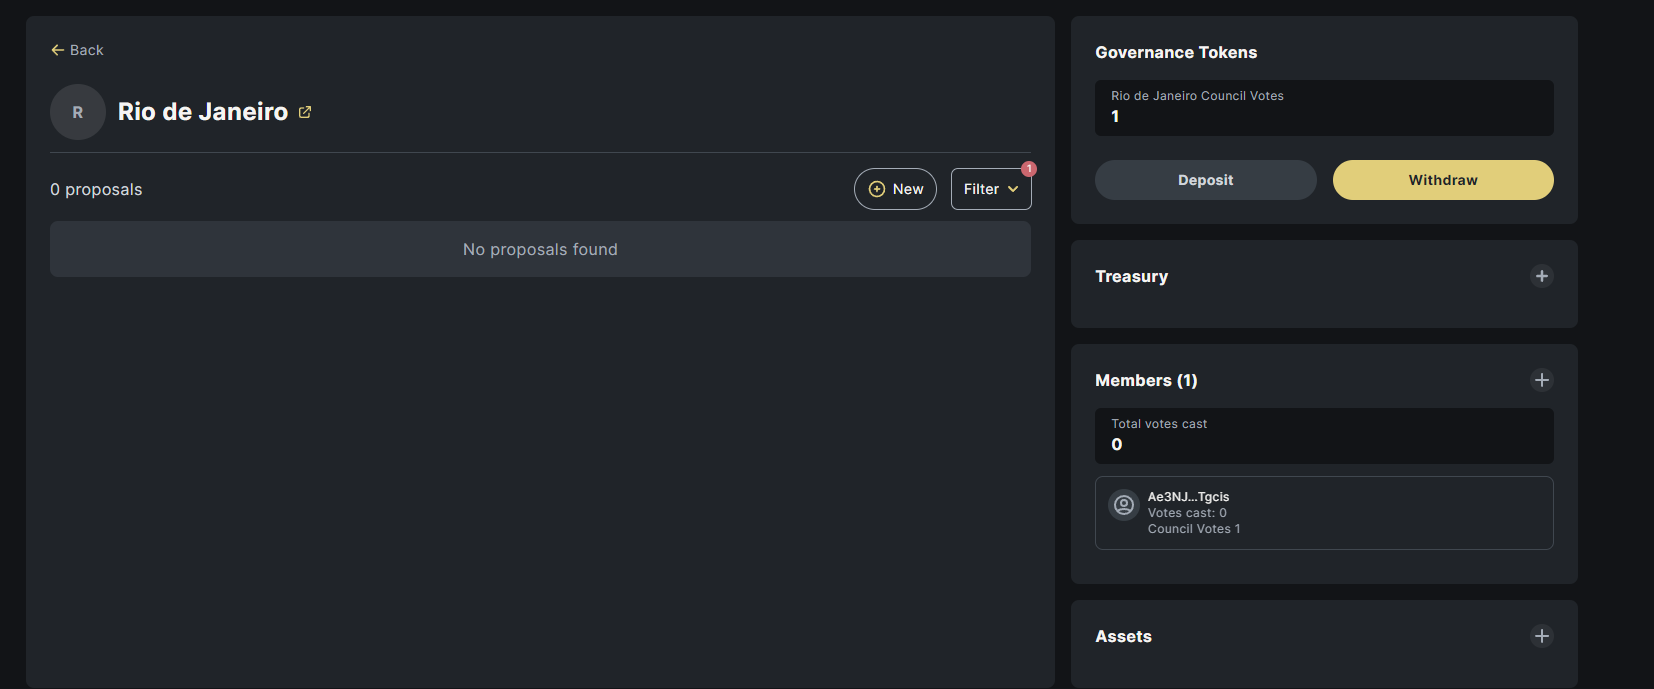 Back
R
Rio de Janeiro
0 proposals
New
Filter
1
No proposals found
Governance Tokens
Rio de Janeiro Council Votes
1
Deposit
Withdraw
Treasury
Members (1)
Total votes cast
0
Ae3NJ...Tgcis
Votes cast: 0
Council Votes 1
Assets